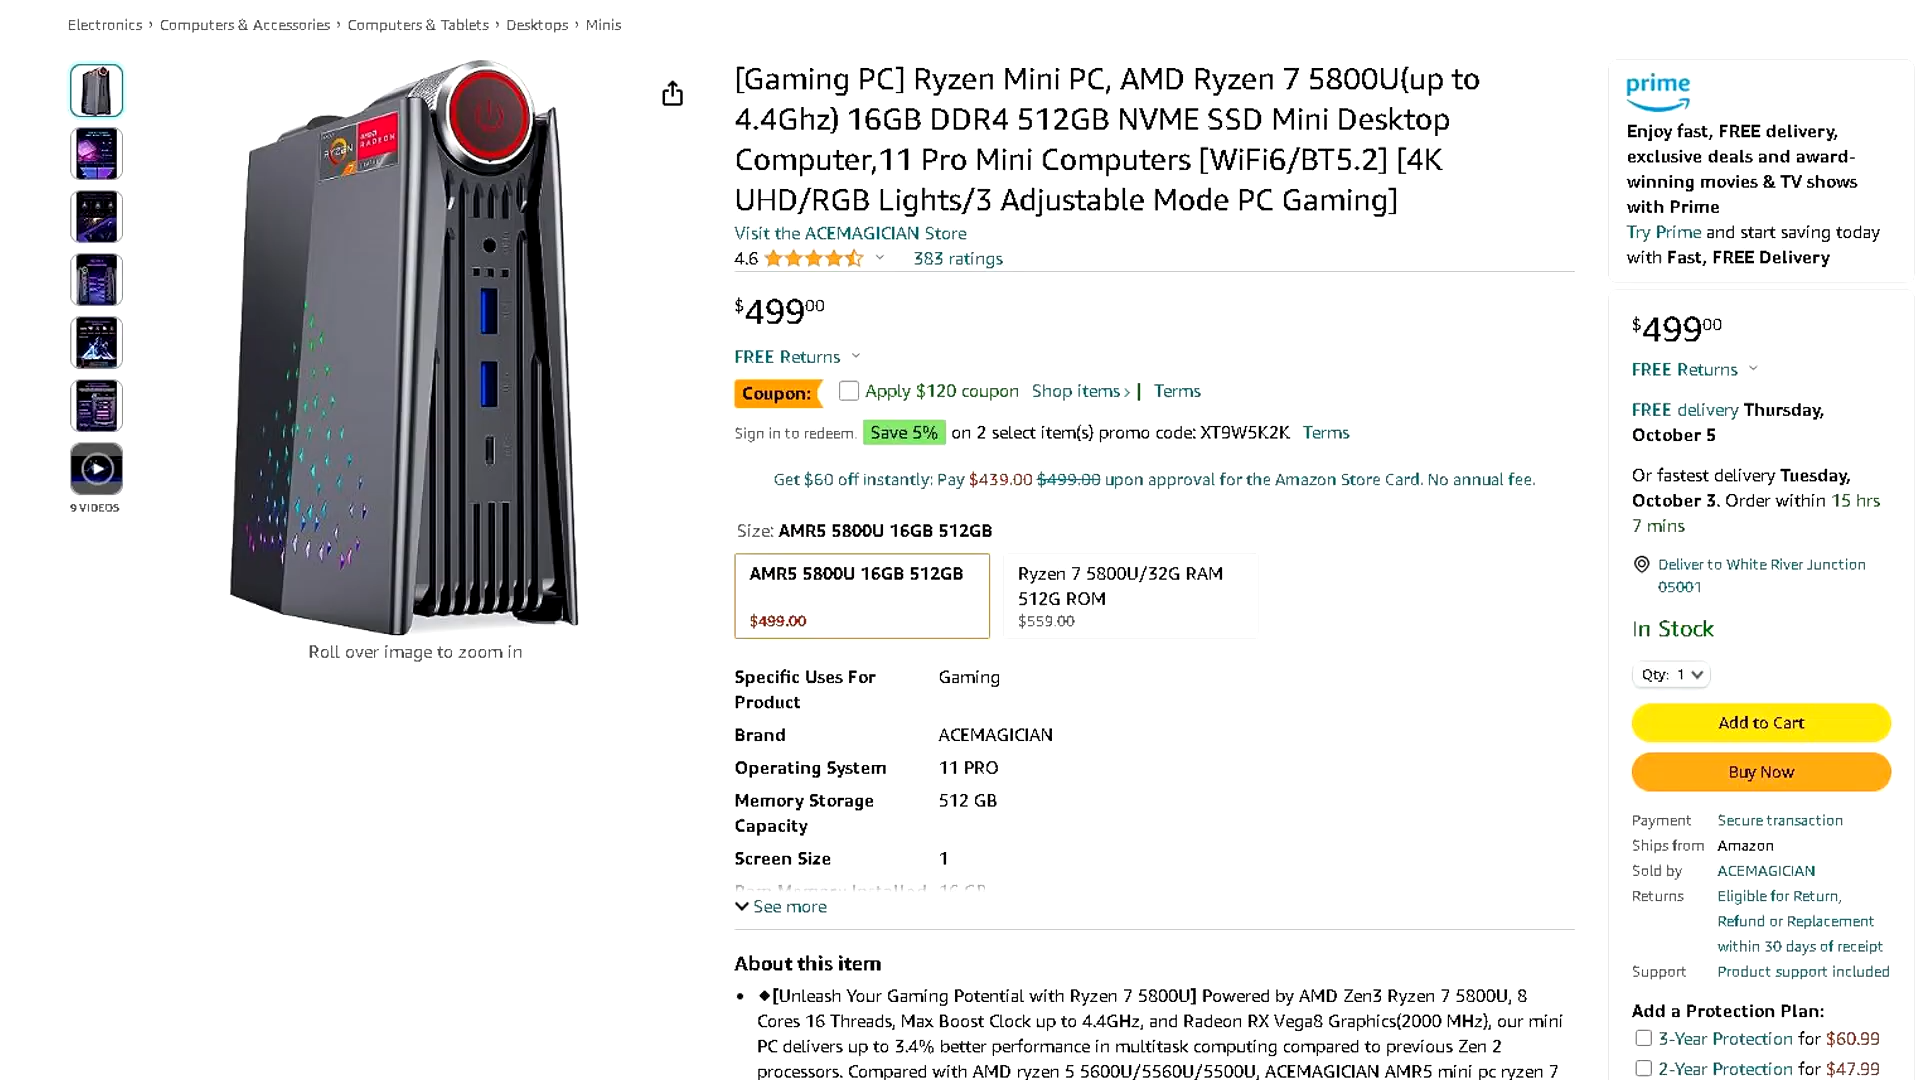 Electronics › Computers & Accessories › Computers & Tablets › Desktops › Minis
RYZEN
7
AMD
RADEON
GRAPHICS
9 VIDEOS
Roll over image to zoom in
[Gaming PC] Ryzen Mini PC, AMD Ryzen 7 5800U(up to
4.4Ghz) 16GB DDR4 512GB NVME SSD Mini Desktop
Computer,11 Pro Mini Computers [WiFi6/BT5.2] [4K
UHD/RGB Lights/3 Adjustable Mode PC Gaming]
Visit the ACEMAGICIAN Store
4.6 383 ratings
$49900
FREE Returns
Coupon: Apply $120 coupon Shop items › | Terms
Sign in to redeem. Save 5% on 2 select item(s) promo code: XT9W5K2K Terms
Get $60 off instantly: Pay $439.00 $499.00 upon approval for the Amazon Store Card. No annual fee.
Size: AMR5 5800U 16GB 512GB
AMR5 5800U 16GB 512GB
$499.00
Ryzen 7 5800U/32G RAM
512G ROM
$559.00
Specific Uses For Gaming
Product
Brand ACEMAGICIAN
Operating System 11 PRO
Memory Storage 512 GB
Capacity
Screen Size 1
Ram Memory Installed 16 GB
See more
About this item
• ◆[Unleash Your Gaming Potential with Ryzen 7 5800U] Powered by AMD Zen3 Ryzen 7 5800U, 8
Cores 16 Threads, Max Boost Clock up to 4.4GHz, and Radeon RX Vega8 Graphics(2000 MHz), our mini
PC delivers up to 3.4% better performance in multitask computing compared to previous Zen 2
processors. Compared with AMD ryzen 5 5600U/5560U/5500U, ACEMAGICIAN AMR5 mini pc ryzen 7
prime
Enjoy fast, FREE delivery,
exclusive deals and award-
winning movies & TV shows
with Prime
Try Prime and start saving today
with Fast, FREE Delivery
$49900
FREE Returns
FREE delivery Thursday,
October 5
Or fastest delivery Tuesday,
October 3. Order within 15 hrs
7 mins
Deliver to White River Junction
05001
In Stock
Qty: 1
Add to Cart
Buy Now
Payment Secure transaction
Ships from Amazon
Sold by ACEMAGICIAN
Returns Eligible for Return,
Refund or Replacement
within 30 days of receipt
Support Product support included
Add a Protection Plan:
3-Year Protection for $60.99
2-Year Protection for $47.99